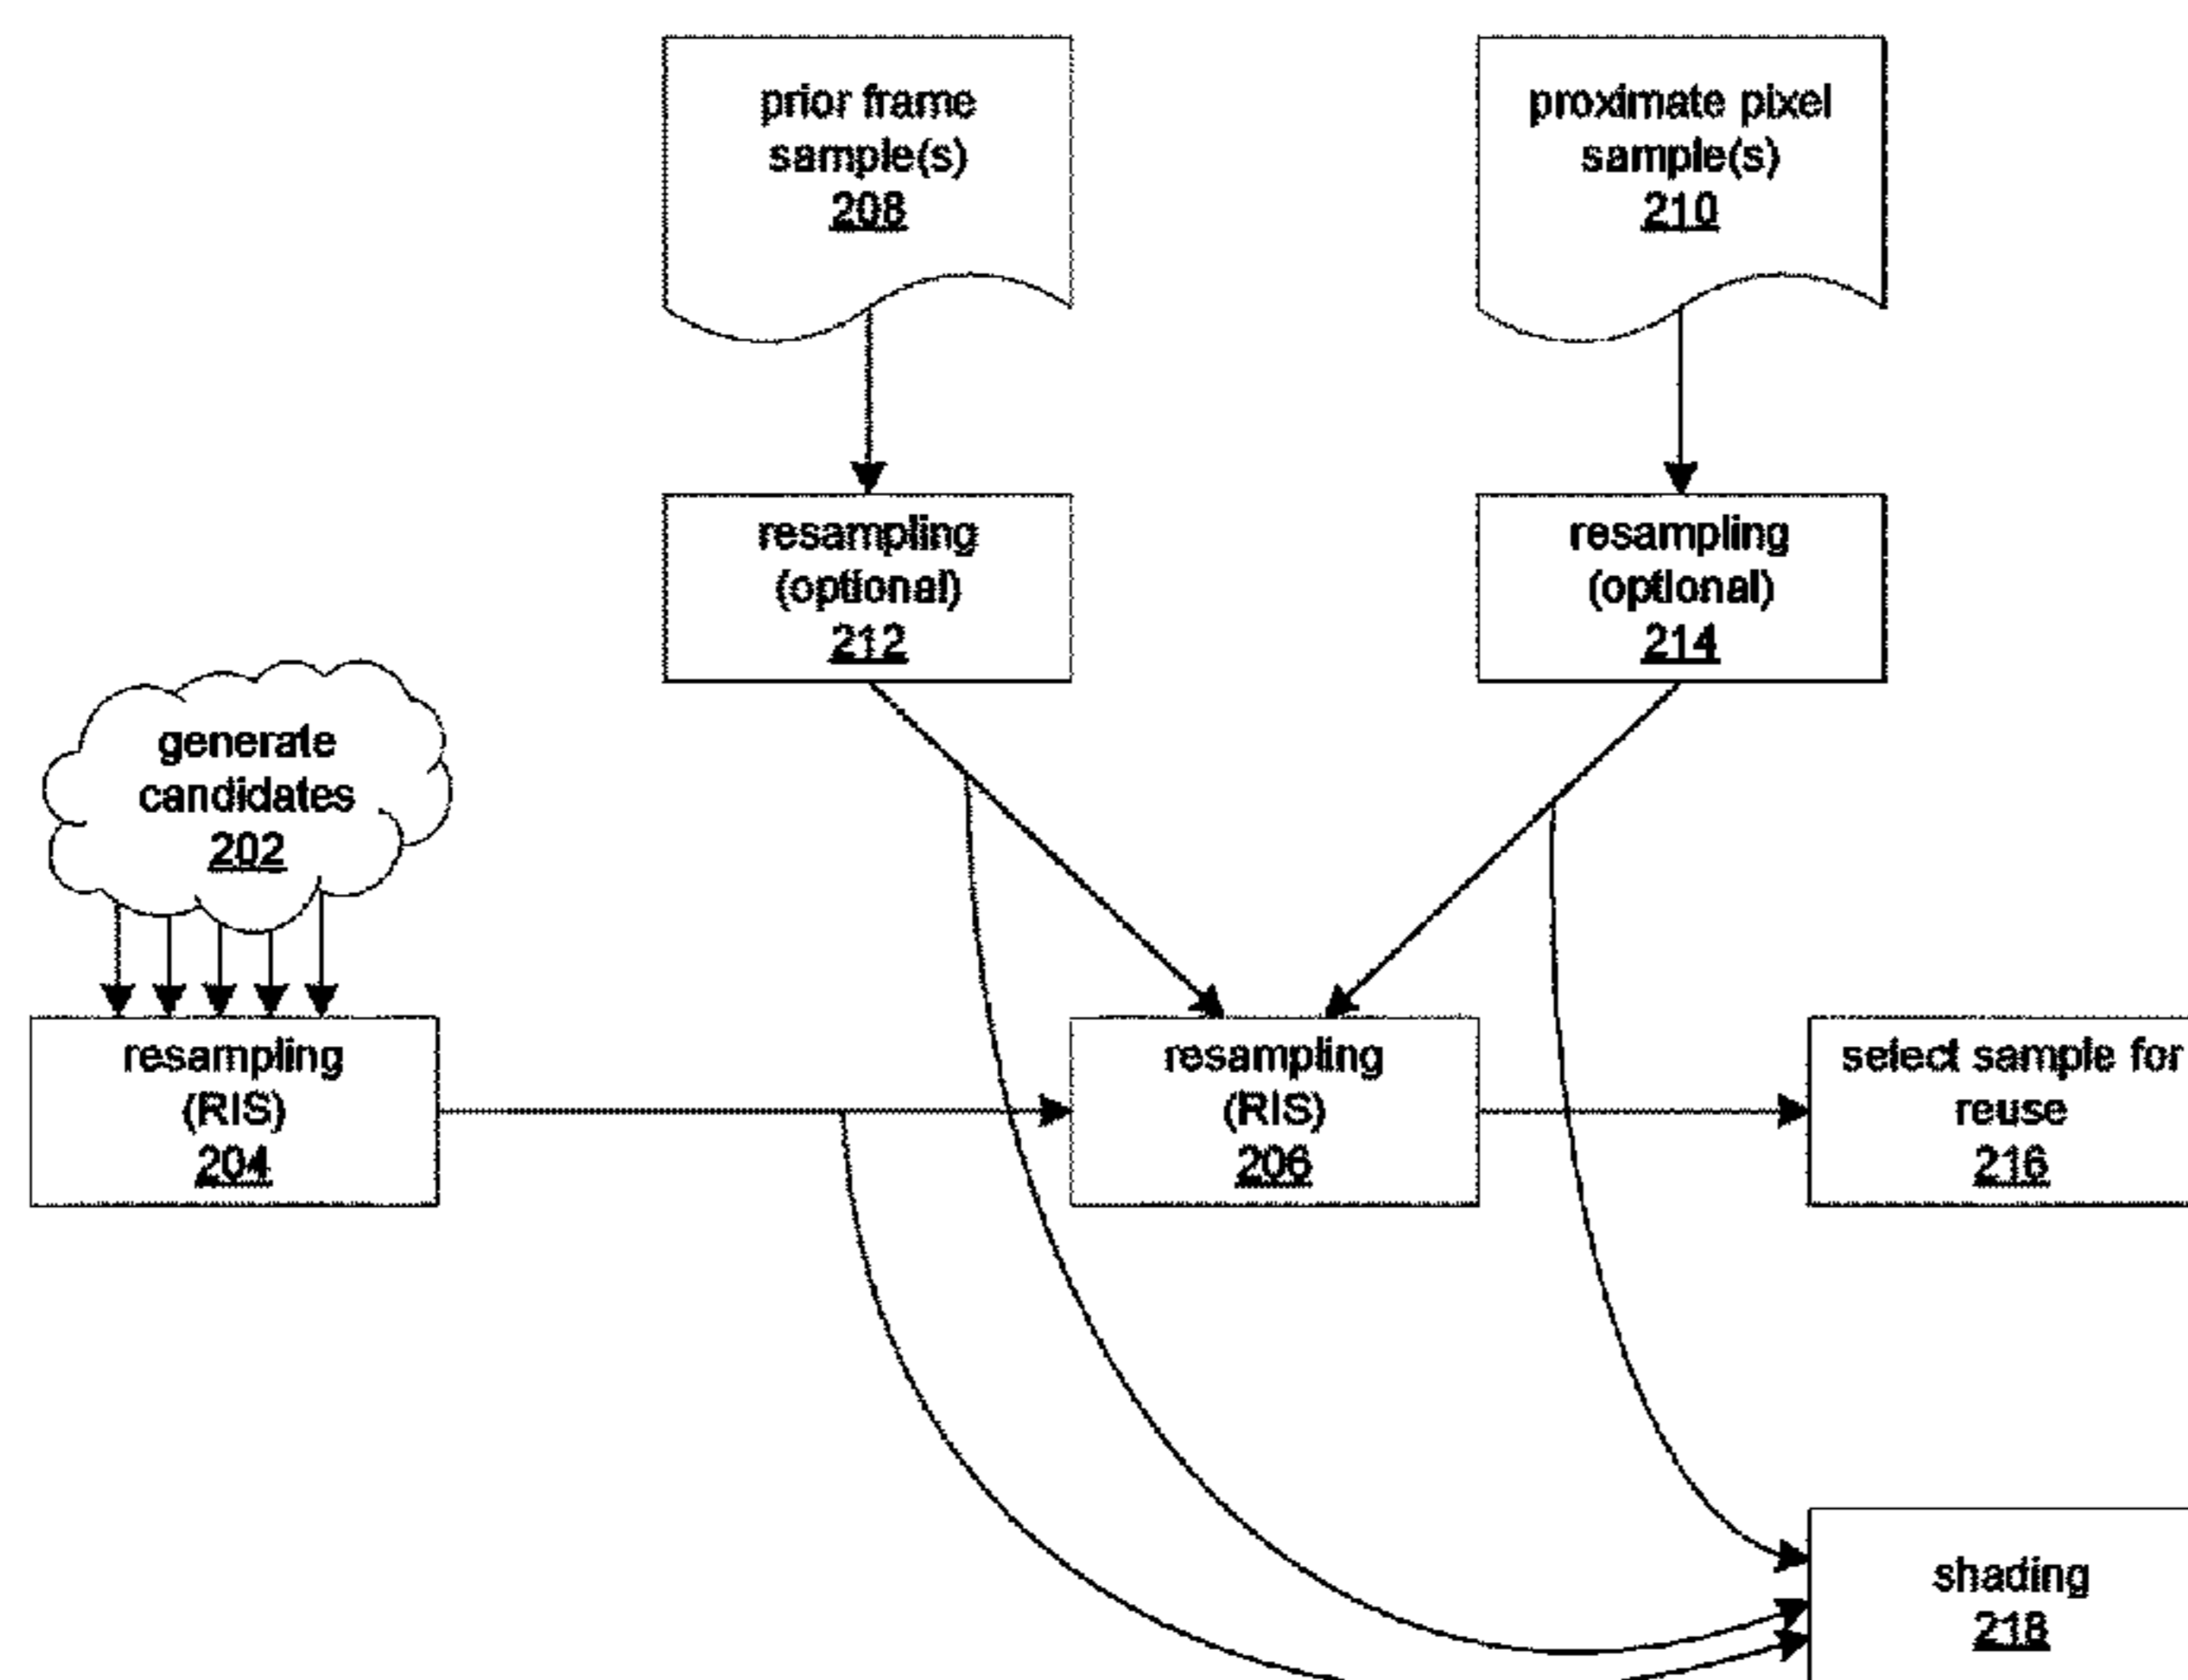 prior frame
sample(s)
208
proximate pixel
sample(s)
210
resampling
(optional)
212
resampling
(optional)
214
generate
candidates
202
resampling
(RIS)
204
resampling
(RIS)
206
select sample for
reuse
216
shading
218